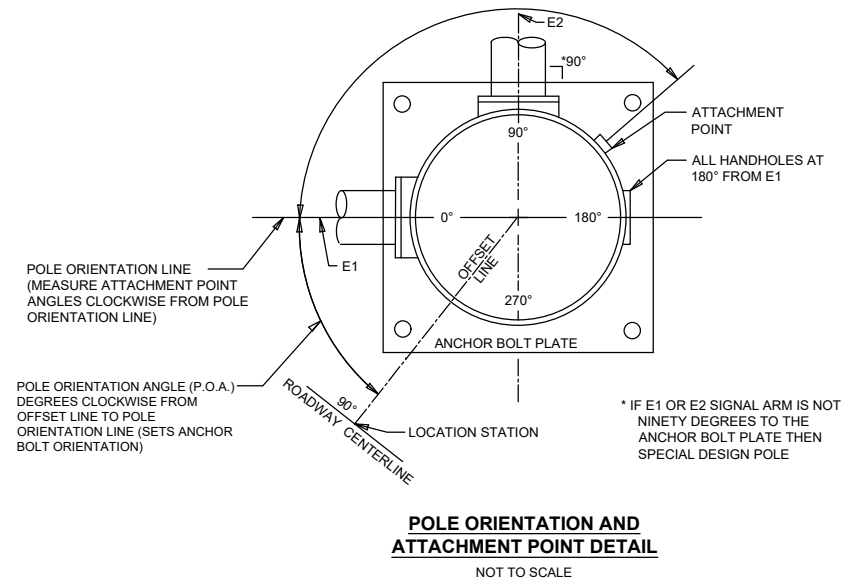 E2
*90°
ATTACHMENT
POINT
90°
ALL HANDHOLES AT
180° FROM E1
0°
180°
E1
OFFSET
LINE
270°
POLE ORIENTATION LINE
(MEASURE ATTACHMENT POINT
ANGLES CLOCKWISE FROM POLE
ORIENTATION LINE)
ANCHOR BOLT PLATE
POLE ORIENTATION ANGLE (P.O.A.)
DEGREES CLOCKWISE FROM
OFFSET LINE TO POLE
ORIENTATION LINE (SETS ANCHOR
BOLT ORIENTATION)
90°
ROADWAY CENTERLINE
LOCATION STATION
* IF E1 OR E2 SIGNAL ARM IS NOT
NINETY DEGREES TO THE
ANCHOR BOLT PLATE THEN
SPECIAL DESIGN POLE
POLE ORIENTATION AND
ATTACHMENT POINT DETAIL
NOT TO SCALE